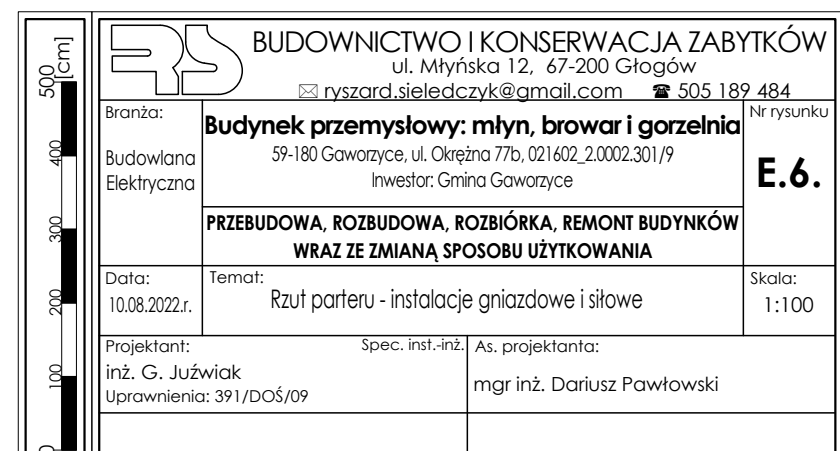 BUDOWNICTWO I KONSERWACJA ZABYTKÓW
ul. Młyńska 12, 67-200 Głogów
✉ ryszard.sieledczyk@gmail.com ☎ 505 189 484
Branża:
Budowlana
Elektryczna
Budynek przemysłowy: młyn, browar i gorzelnia
59-180 Gaworzyce, ul. Okrężna 77b, 021602_2.0002.301/9
Inwestor: Gmina Gaworzyce
PRZEBUDOWA, ROZBUDOWA, ROZBIÓRKA, REMONT BUDYNKÓW
WRAZ ZE ZMIANĄ SPOSOBU UŻYTKOWANIA
Nr rysunku
E.6.
Data:
10.08.2022.r.
Temat:
Rzut parteru - instalacje gniazdowe i siłowe
Skala:
1:100
Projektant: Spec. inst.-inż.
inż. G. Juźwiak
Uprawnienia: 391/DOŚ/09
As. projektanta:
mgr inż. Dariusz Pawłowski
500
[cm]
400
300
200
100